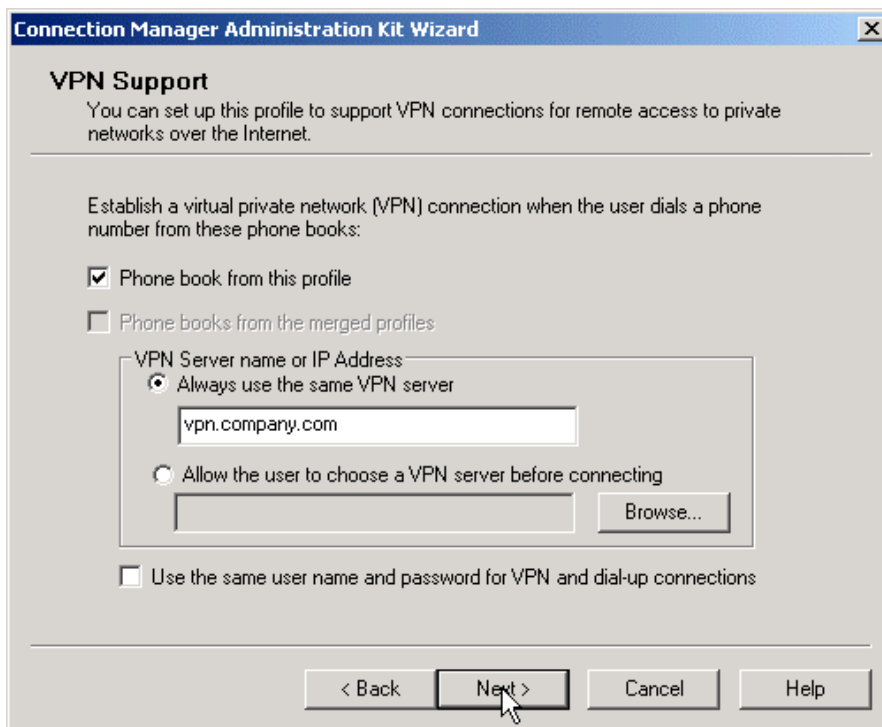 Connection Manager Administration Kit Wizard
VPN Support
You can set up this profile to support VPN connections for remote access to private
networks over the Internet.
Establish a virtual private network (VPN) connection when the user dials a phone
number from these phone books:
Phone book from this profile
Phone books from the merged profiles
VPN Server name or IP Address
Always use the same VPN server
vpn.company.com
Allow the user to choose a VPN server before connecting
Browse...
Use the same user name and password for VPN and dial-up connections
< Back Next > Cancel Help